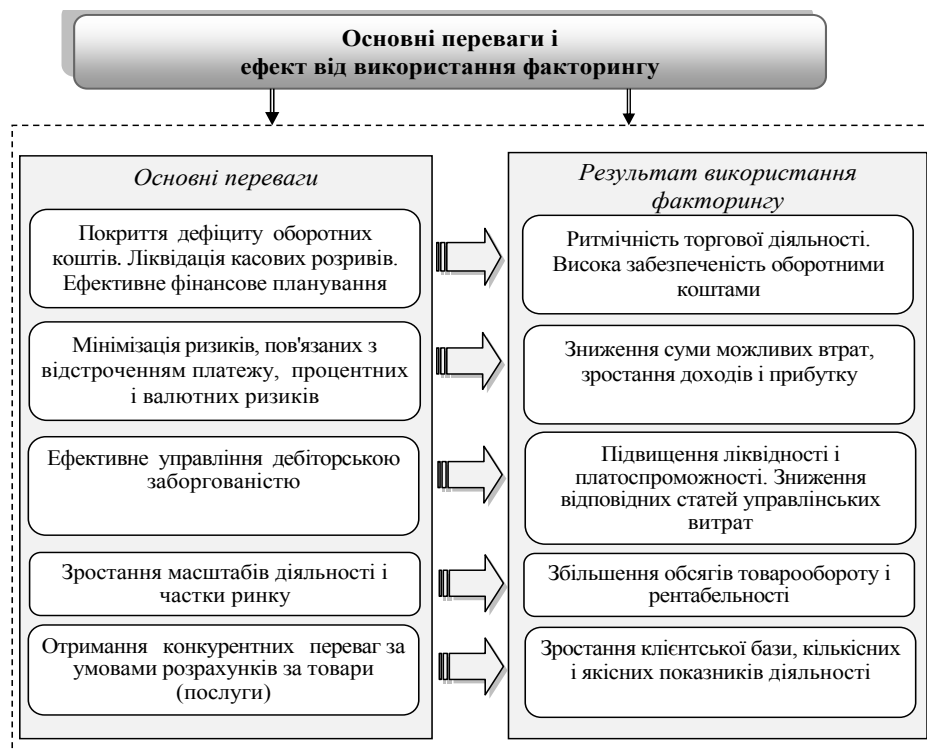 Основні переваги і
ефект від використання факторингу
Основні переваги
Покриття дефіциту оборотних
коштів. Ліквідація касових розривів.
Ефективне фінансове планування
Мінімізація ризиків, пов'язаних з
відстроченням платежу, процентних
і валютних ризиків
Ефективне управління дебіторською
заборгованістю
Зростання масштабів діяльності і
частки ринку
Отримання конкурентних переваг за
умовами розрахунків за товари
(послуги)
Результат використання
факторингу
Ритмічність торгової діяльності.
Висока забезпеченість оборотними
коштами
Зниження суми можливих втрат,
зростання доходів і прибутку
Підвищення ліквідності і
платоспроможності. Зниження
відповідних статей управлінських
витрат
Збільшення обсягів товарообороту і
рентабельності
Зростання клієнтської бази, кількісних
і якісних показників діяльності